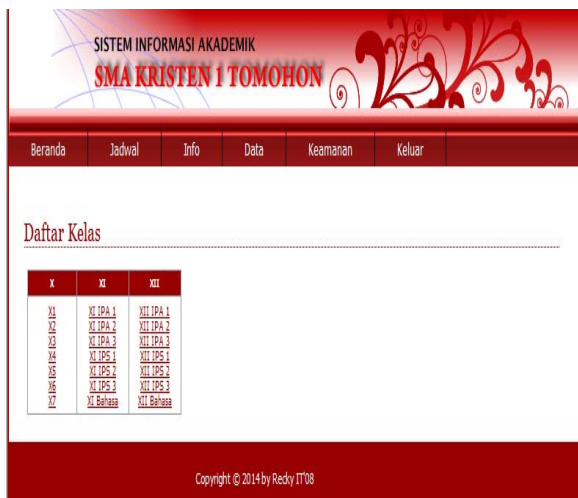 SISTEM INFORMASI AKADEMIK
SMA KRISTEN 1 TOMOHON
Beranda Jadwal Info Data Keamanan Keluar
Daftar Kelas
X XI XII
X1 XI IPA 1 XII IPA 1
X2 XI IPA 2 XII IPA 2
X3 XI IPA 3 XII IPA 3
X4 XI IPS 1 XII IPS 1
X5 XI IPS 2 XII IPS 2
X6 XI IPS 3 XII IPS 3
X7 XI Bahasa XII Bahasa
Copyright © 2014 by Recky IT'08